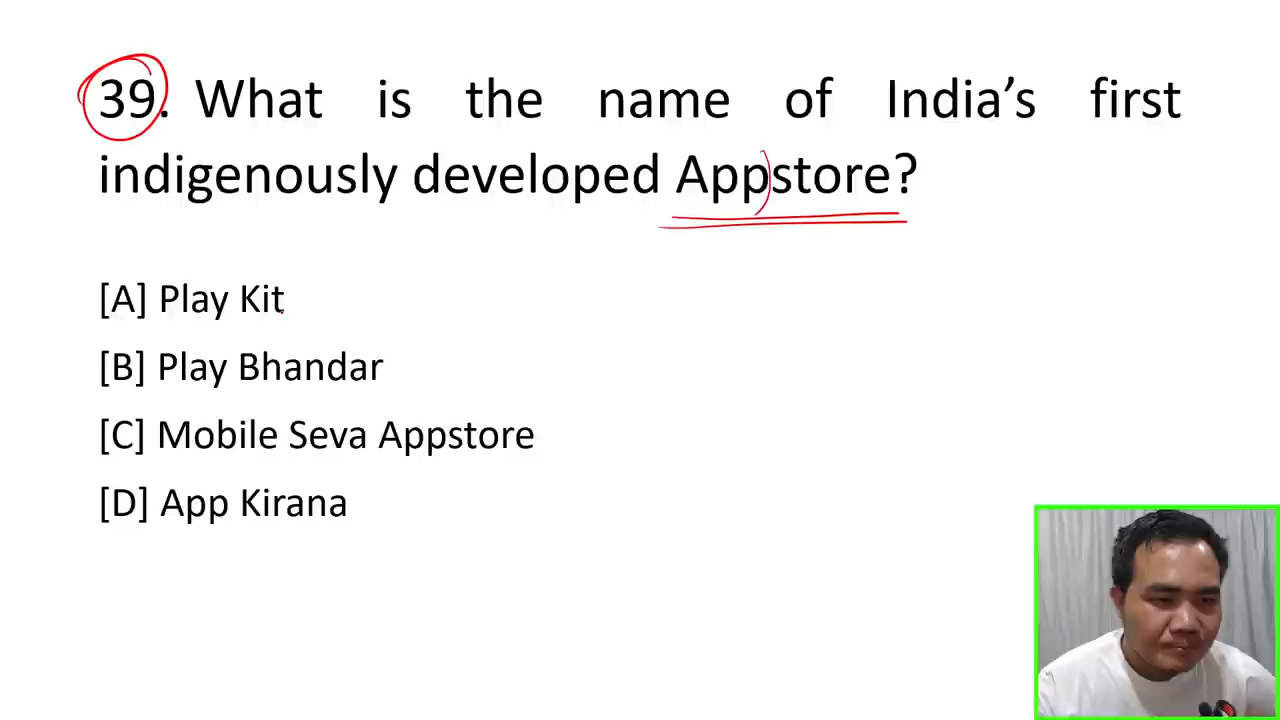 39. What is the name of India’s first
indigenously developed Appstore?
[A] Play Kit
[B] Play Bhandar
[C] Mobile Seva Appstore
[D] App Kirana